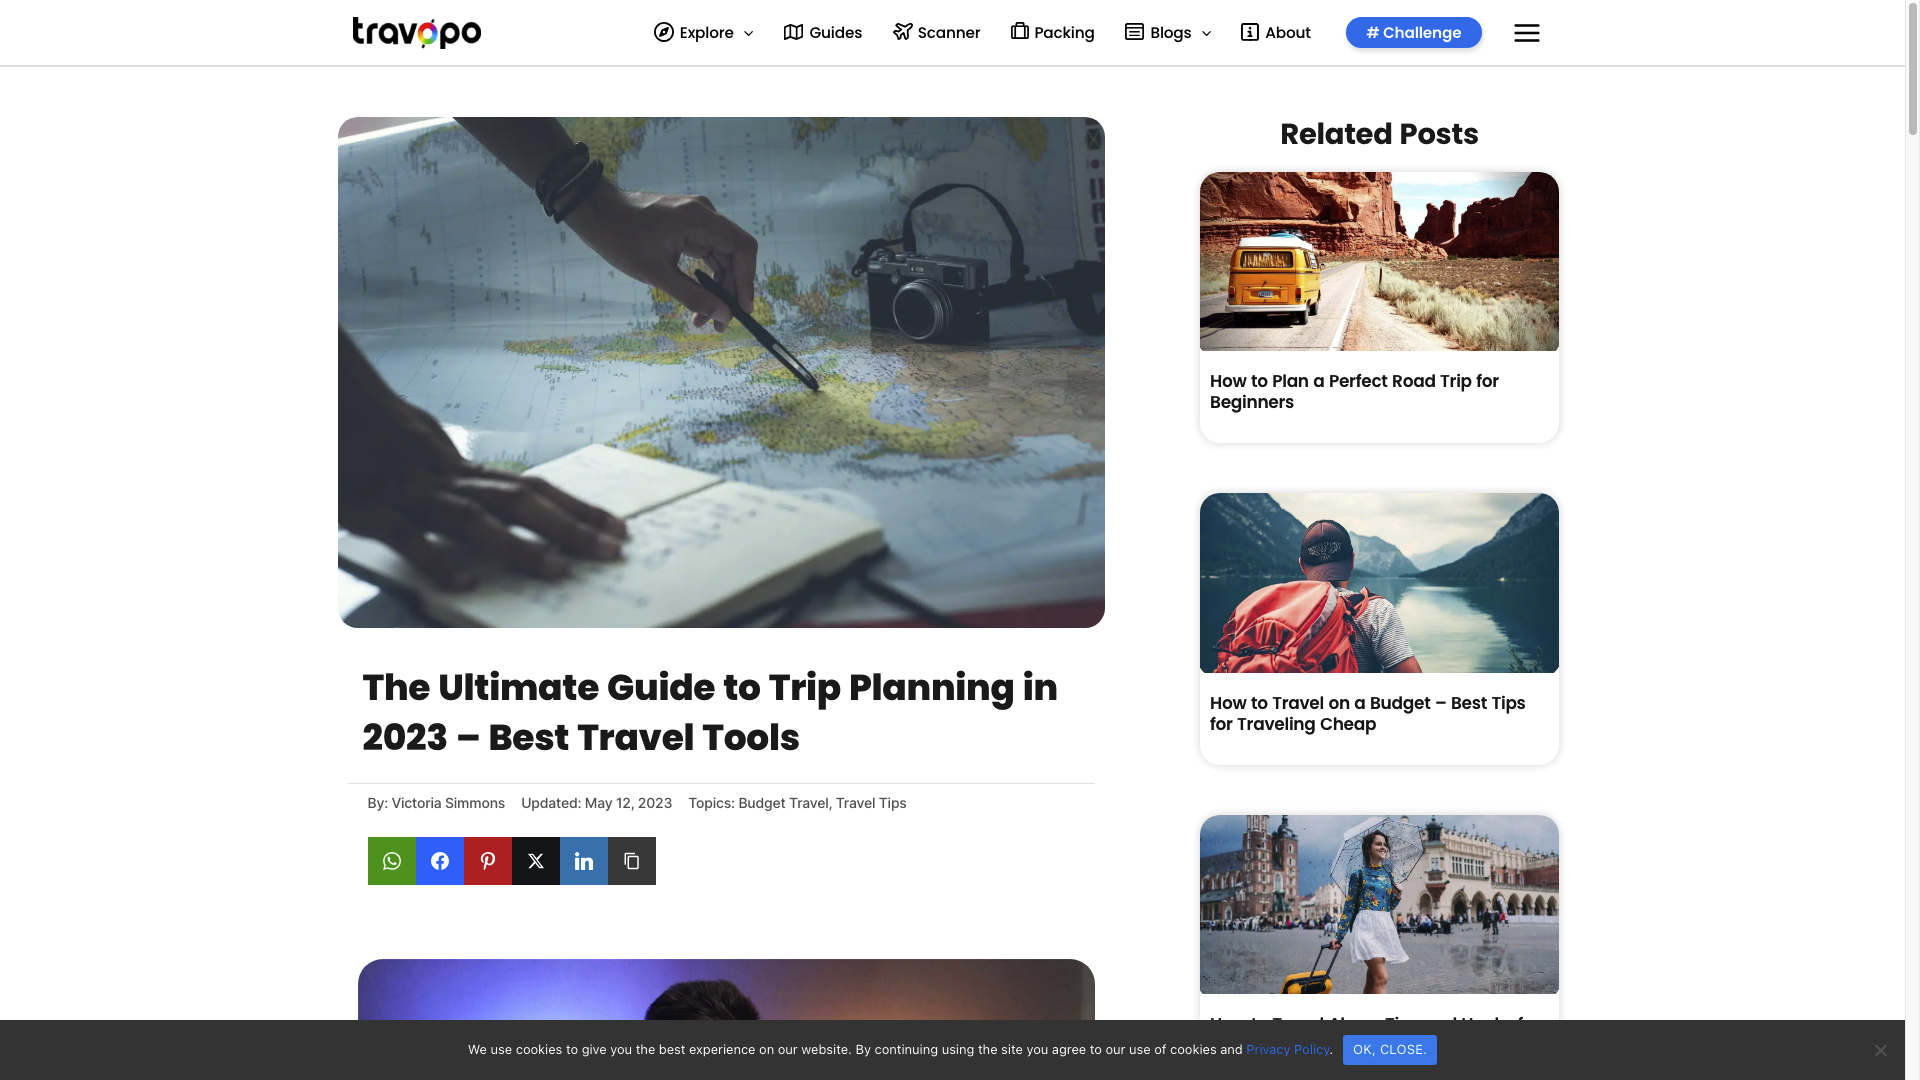 travopo
Explore
Guides
Scanner
Packing
Blogs
About
# Challenge
The Ultimate Guide to Trip Planning in
2023 – Best Travel Tools
By: Victoria Simmons Updated: May 12, 2023 Topics: Budget Travel, Travel Tips
Related Posts
How to Plan a Perfect Road Trip for
Beginners
How to Travel on a Budget – Best Tips
for Traveling Cheap
We use cookies to give you the best experience on our website. By continuing using the site you agree to our use of cookies and Privacy Policy.
OK, CLOSE.